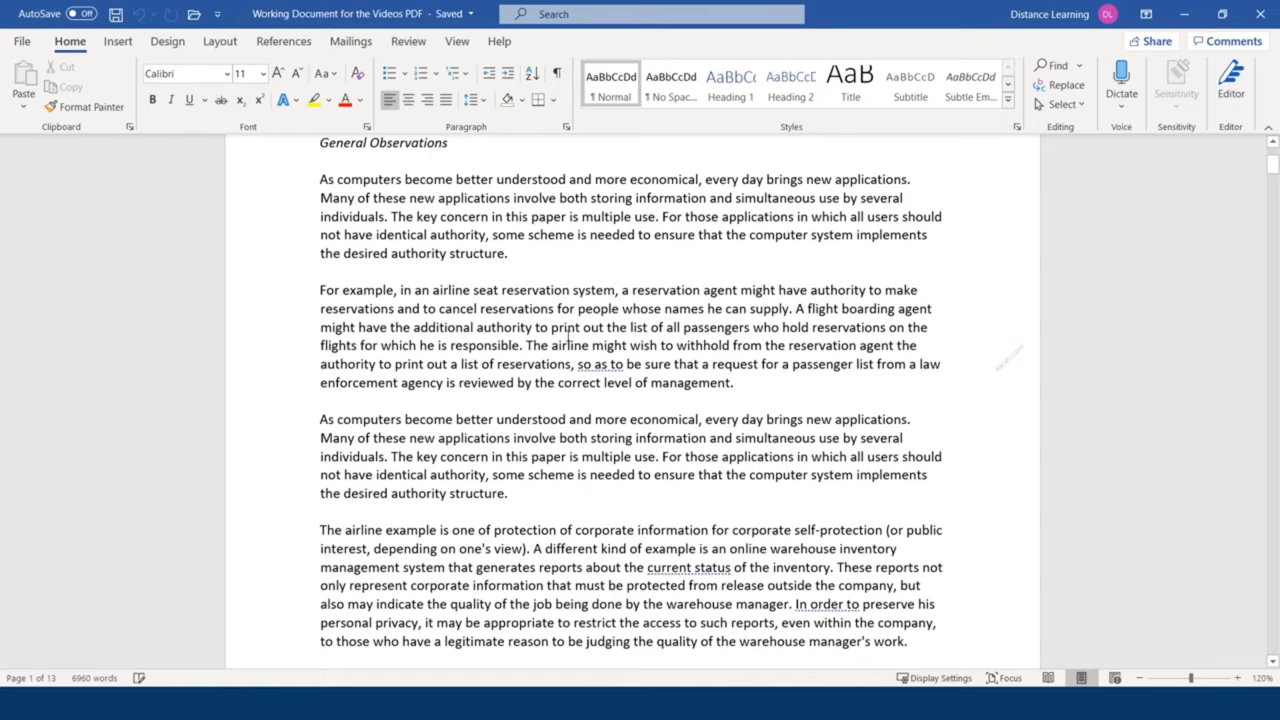 AutoSave Off Working Document for the Videos PDF - Saved Search Distance Learning DL
File Home Insert Draw Design Layout References Mailings Review View Help Share Comments
Paste Cut Copy Format Painter
Calibri 11 A A Aa A
B I U ab x2 x2 A A
AaBbCcDd AaBbCcDd AaBbCc AaBbCcD AaB AaBbCcD AaBbCcDd
¶ Normal ¶ No Spac... Heading 1 Heading 2 Title Subtitle Subtle Em...
Find Replace Select
Dictate Sensitivity Editor
Clipboard Font Paragraph Styles Editing Voice Sensitivity Editor
General Observations
As computers become better understood and more economical, every day brings new applications.
Many of these new applications involve both storing information and simultaneous use by several
individuals. The key concern in this paper is multiple use. For those applications in which all users should
not have identical authority, some scheme is needed to ensure that the computer system implements
the desired authority structure.
For example, in an airline seat reservation system, a reservation agent might have authority to make
reservations and to cancel reservations for people whose names he can supply. A flight boarding agent
might have the additional authority to print out the list of all passengers who hold reservations on the
flights for which he is responsible. The airline might wish to withhold from the reservation agent the
authority to print out a list of reservations, so as to be sure that a request for a passenger list from a law
enforcement agency is reviewed by the correct level of management.
As computers become better understood and more economical, every day brings new applications.
Many of these new applications involve both storing information and simultaneous use by several
individuals. The key concern in this paper is multiple use. For those applications in which all users should
not have identical authority, some scheme is needed to ensure that the computer system implements
the desired authority structure.
The airline example is one of protection of corporate information for corporate self-protection (or public
interest, depending on one's view). A different kind of example is an online warehouse inventory
management system that generates reports about the current status of the inventory. These reports not
only represent corporate information that must be protected from release outside the company, but
also may indicate the quality of the job being done by the warehouse manager. In order to preserve his
personal privacy, it may be appropriate to restrict the access to such reports, even within the company,
to those who have a legitimate reason to be judging the quality of the warehouse manager's work.
Page 1 of 13 6960 words Display Settings Focus 120%